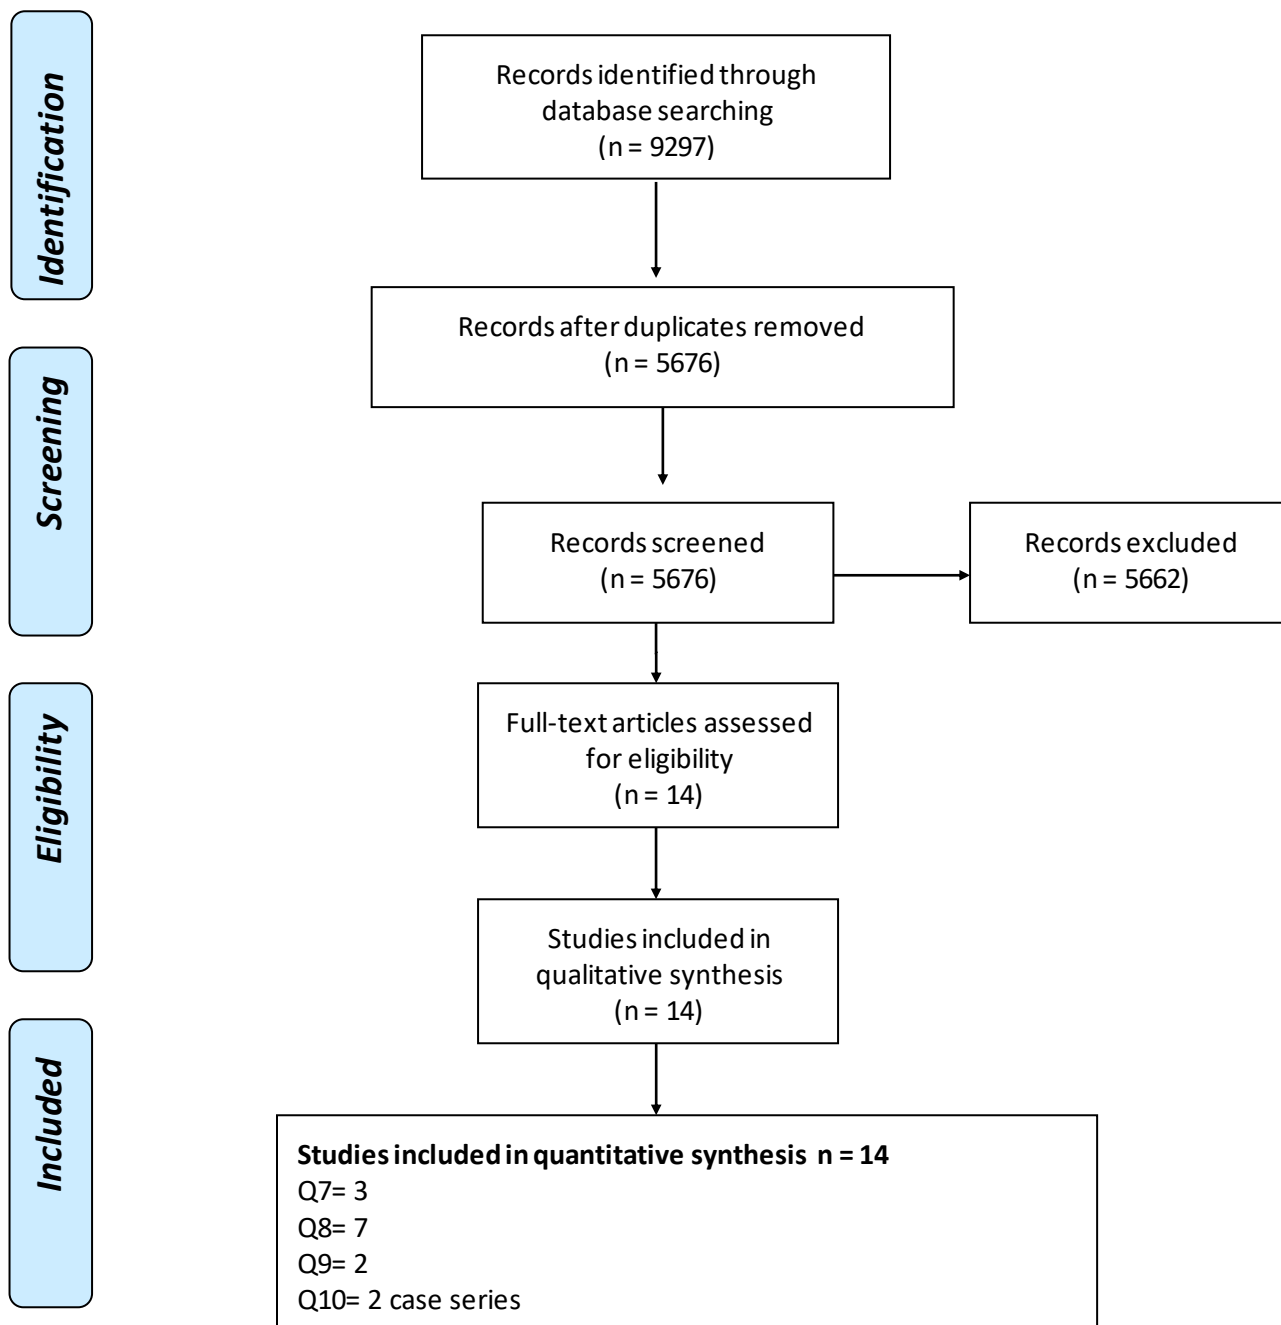 Identification
Records identified through
database searching
(n = 9297)
Records after duplicates removed
(n = 5676)
Screening
Records screened
(n = 5676)
Records excluded
(n = 5662)
Eligibility
Full-text articles assessed
for eligibility
(n = 14)
Studies included in
qualitative synthesis
(n = 14)
Included
Studies included in quantitative synthesis n = 14
Q7= 3
Q8= 7
Q9= 2
Q10= 2 case series